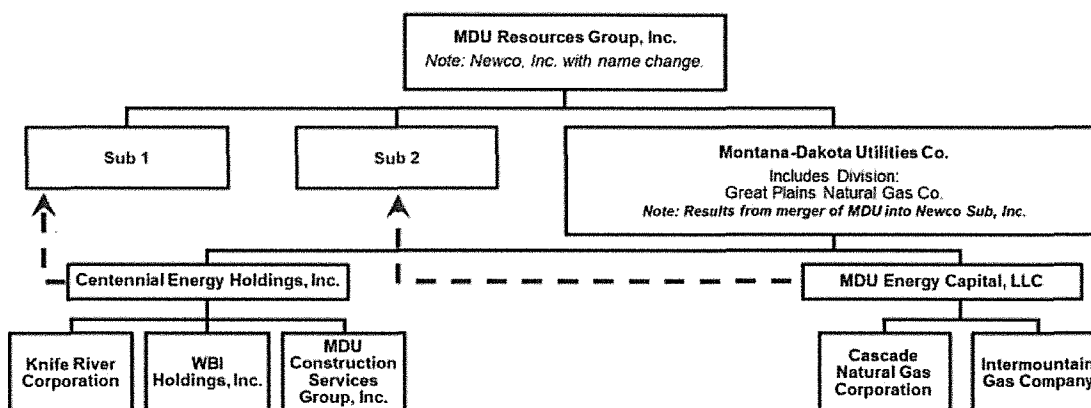 MDU Resources Group, Inc.
Note: Newco, Inc. with name change.
Sub 1
Sub 2
Montana-Dakota Utilities Co.
Includes Division:
Great Plains Natural Gas Co.
Note: Results from merger of MDU into Newco Sub, Inc.
Centennial Energy Holdings, Inc.
MDU Energy Capital, LLC
Knife River
Corporation
WBI
Holdings, Inc.
MDU
Construction
Services
Group, Inc.
Cascade
Natural Gas
Corporation
Intermountain
Gas Company